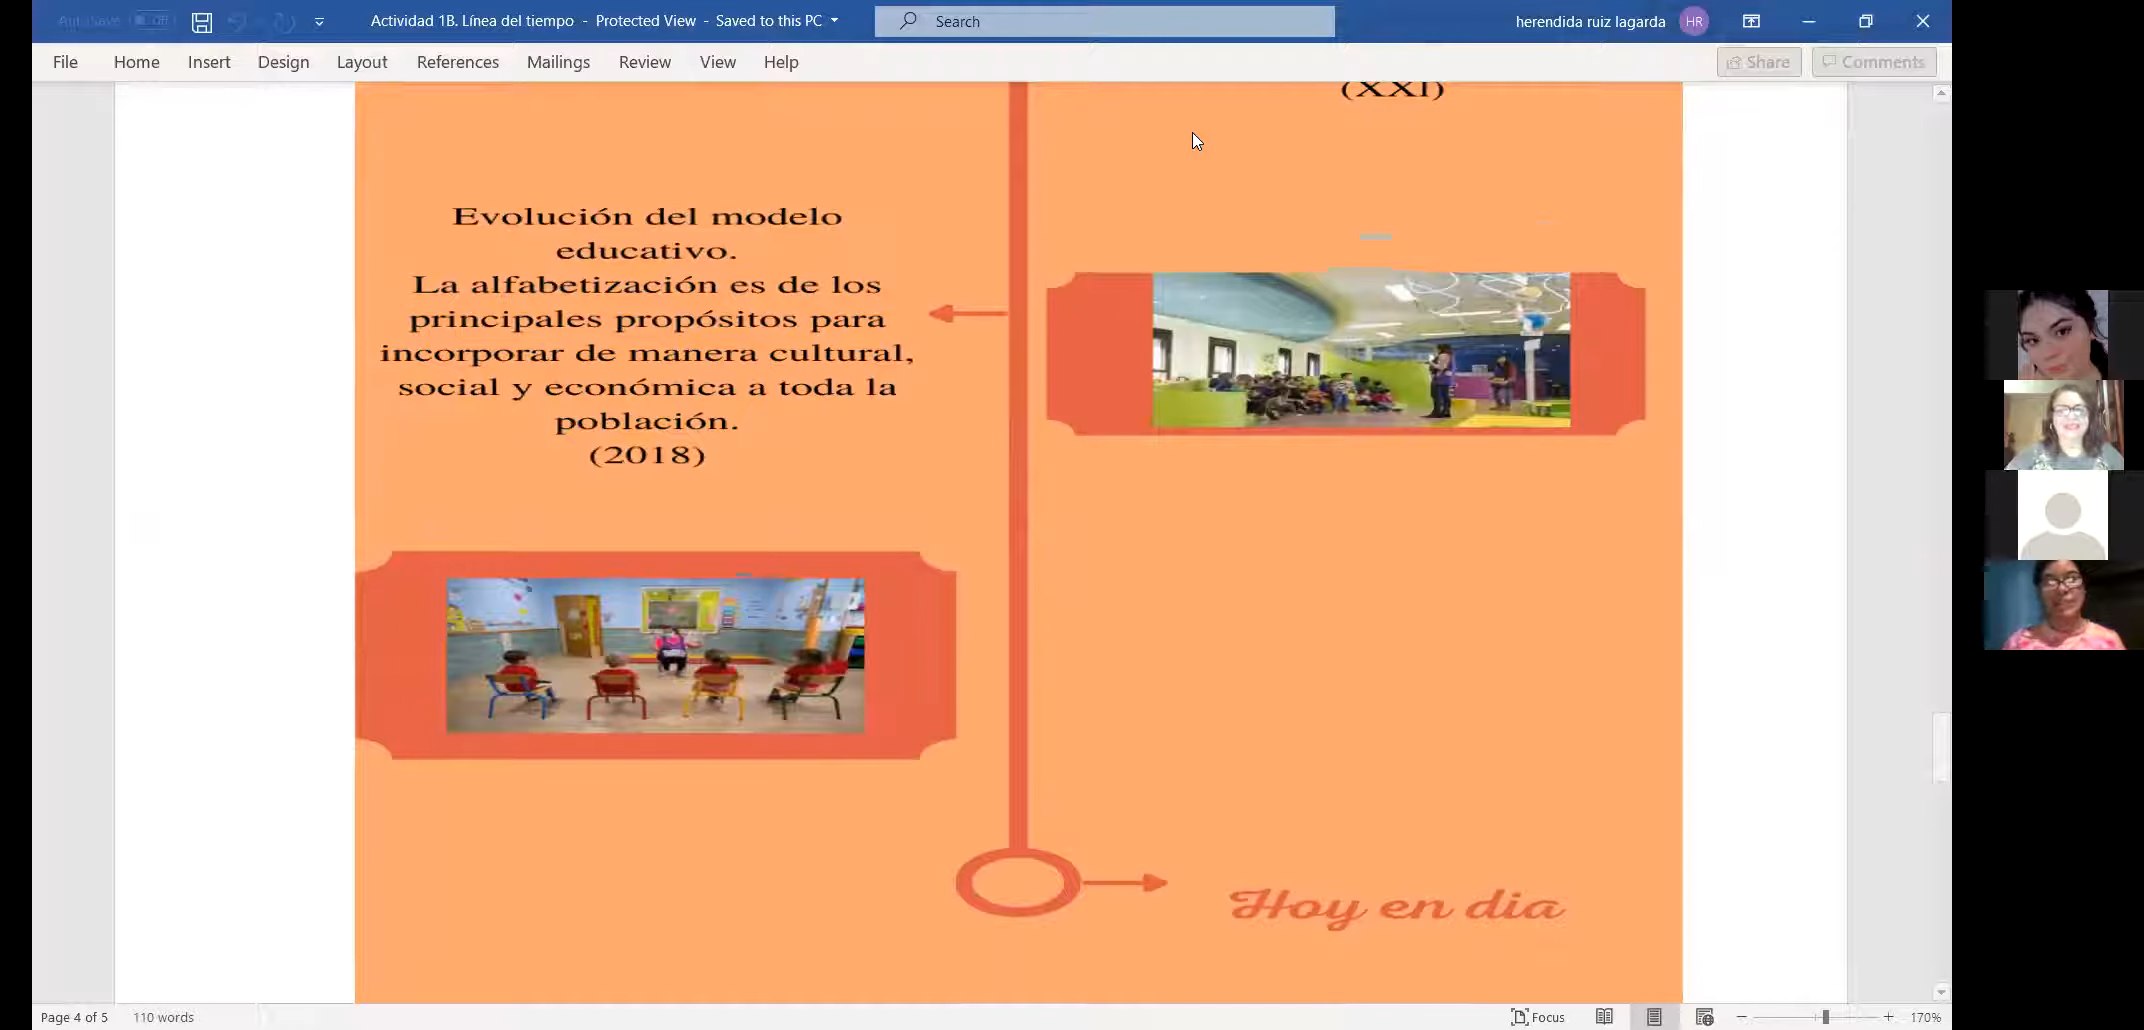 AutoSave Off
Actividad 1B. Línea del tiempo - Protected View - Saved to this PC
Search
herendida ruiz lagarda HR
File Home Insert Design Layout References Mailings Review View Help Share Comments
(XXI)
Evolución del modelo
educativo.
La alfabetización es de los
principales propósitos para
incorporar de manera cultural,
social y económica a toda la
población.
(2018)
Hoy en dia
Page 4 of 5 110 words Focus 170%